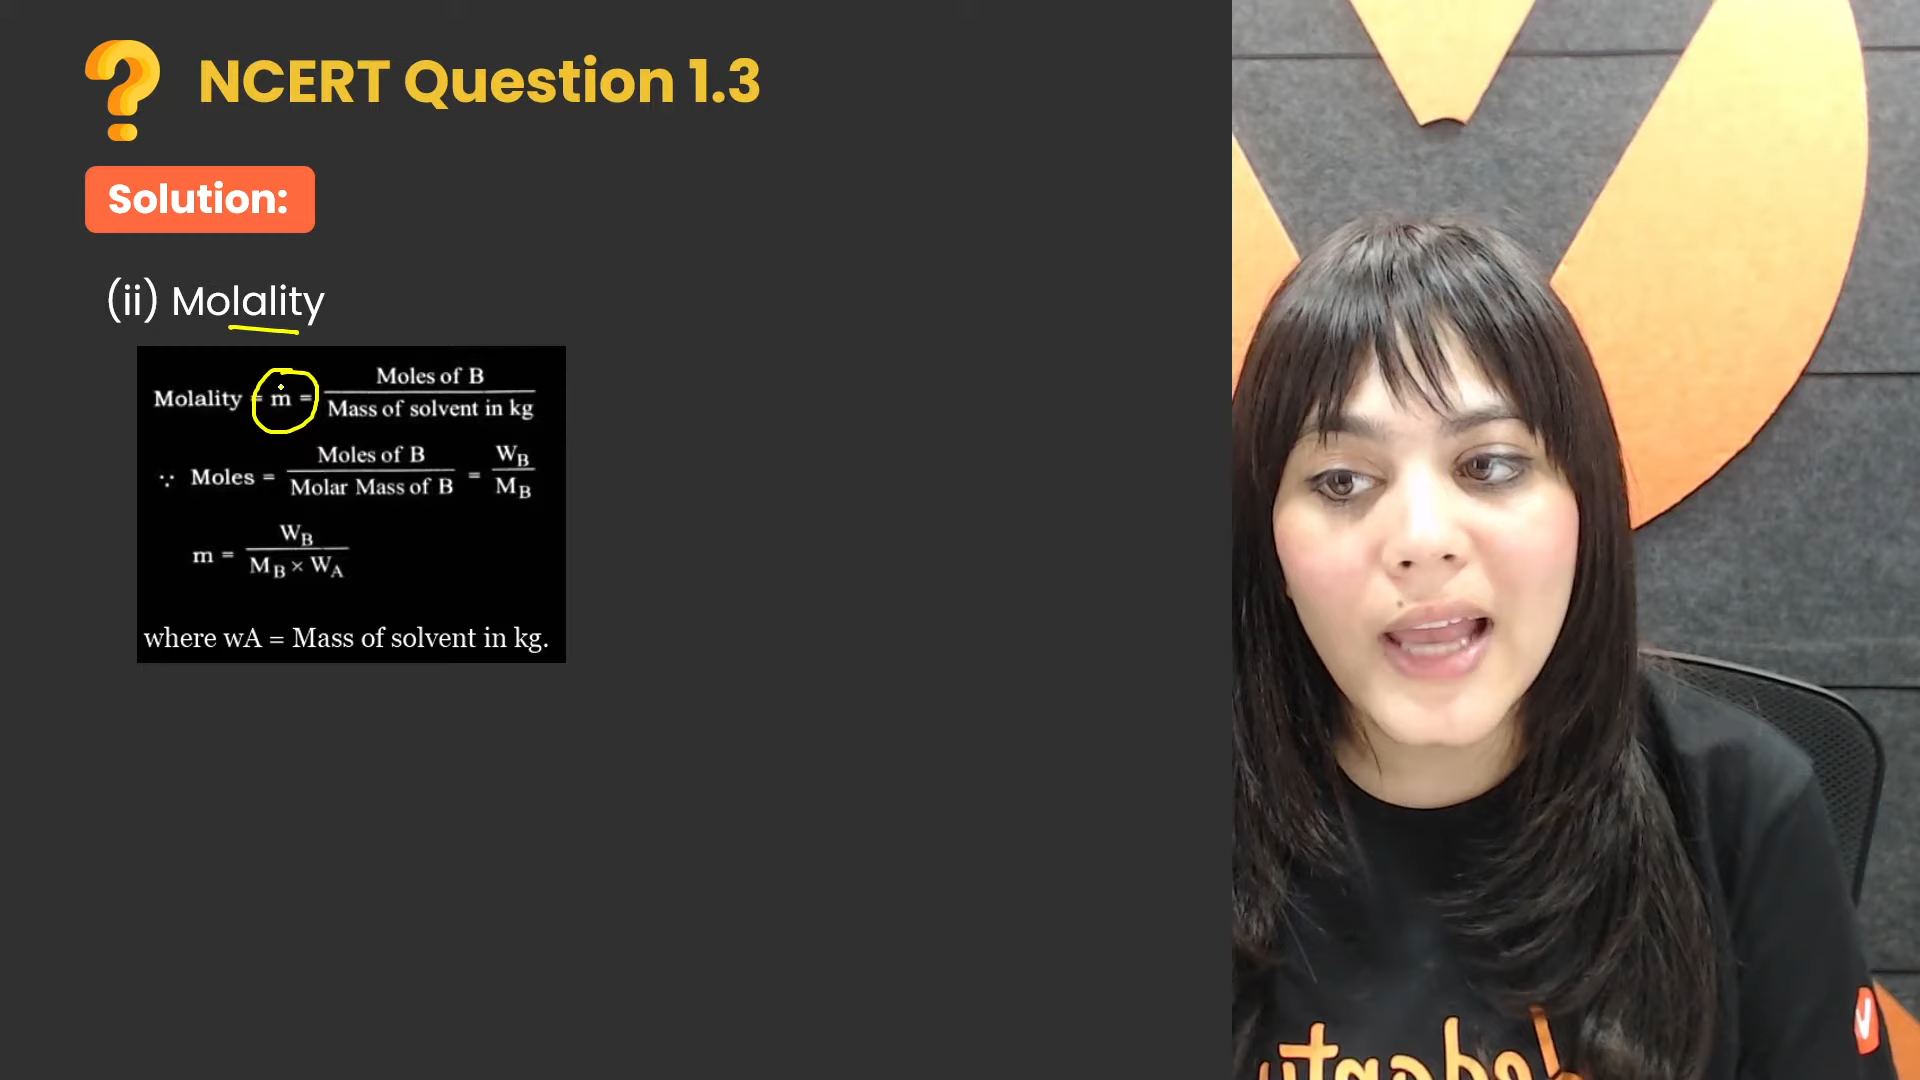 NCERT Question 1.3
Solution:
(ii) Molality
Molality = m = Moles of B / Mass of solvent in kg
∵ Moles = Moles of B / Molar Mass of B = W_B / M_B
m = W_B / M_B × W_A
where wA = Mass of solvent in kg.